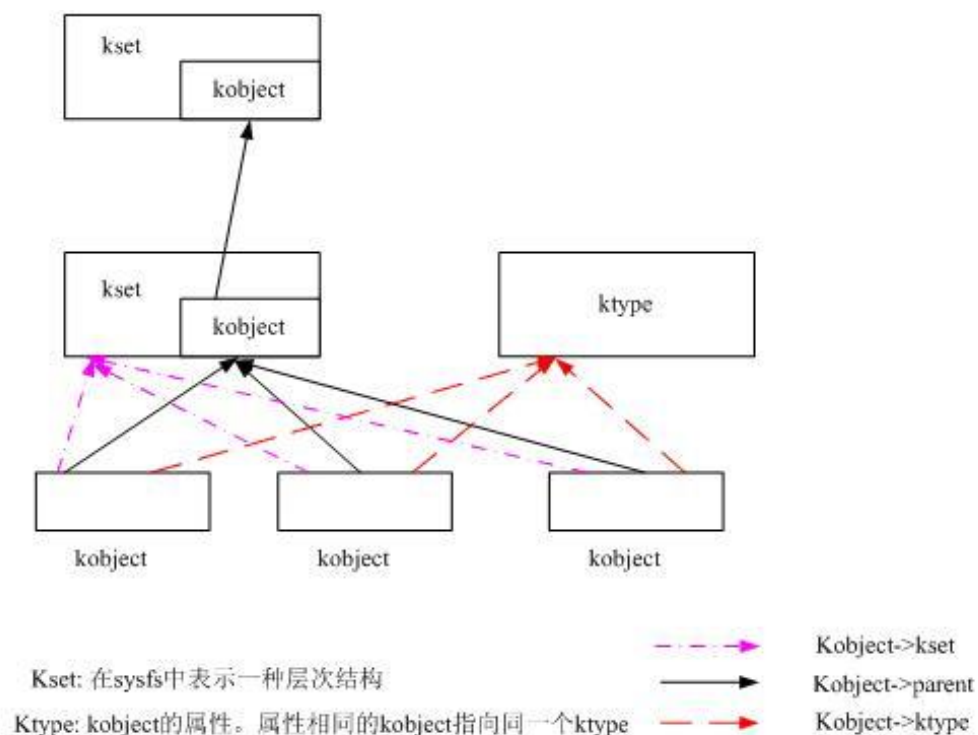 kset
kobject
kset
kobject
ktype
kobject
kobject
kobject
Kobject->kset
Kset: 在sysfs中表示一种层次结构
Kobject->parent
Ktype: kobject的属性。属性相同的kobject指向同一个ktype
Kobject->ktype